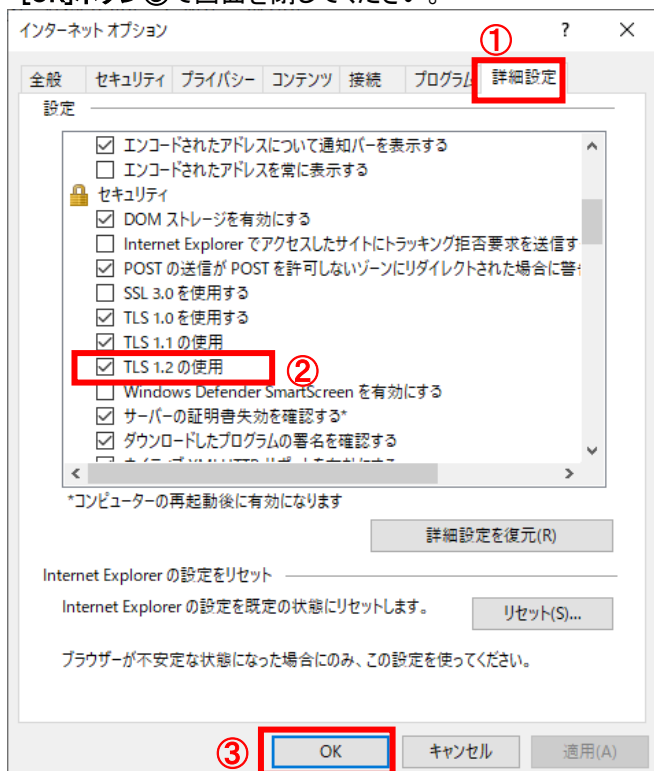 [OK]ボタン③で画面を閉じてください。
インターネット オプション
①
?
×
全般
セキュリティ
プライバシー
コンテンツ
接続
プログラム
詳細設定
設定
エンコードされたアドレスについて通知バーを表示する
エンコードされたアドレスを常に表示する
セキュリティ
DOM ストレージを有効にする
Internet Explorer でアクセスしたサイトにトラッキング拒否要求を送信す
POST の送信が POST を許可しないゾーンにリダイレクトされた場合に警告
SSL 3.0 を使用する
TLS 1.0 を使用する
TLS 1.1 の使用
TLS 1.2 の使用
②
Windows Defender SmartScreen を有効にする
サーバーの証明書失効を確認する*
ダウンロードしたプログラムの署名を確認する
*コンピューターの再起動後に有効になります
詳細設定を復元(R)
Internet Explorer の設定をリセット
Internet Explorer の設定を既定の状態にリセットします。
リセット(S)...
ブラウザーが不安定な状態になった場合にのみ、この設定を使ってください。
③
OK
キャンセル
適用(A)